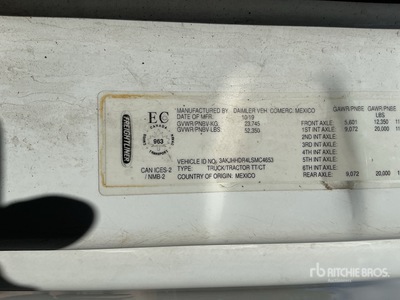 FREIGHTLINER
EC
CANADA
963
CAN ICES-2
/ NMB-2
MANUFACTURED BY DAIMLER VEH. COMERC. MEXICO
DATE OF MFR. 10/19
GVWR/PNBV-KG. 23,745
GVWR/PNBV-LBS 52,350
VEHICLE ID NO. 3AKJHHDR4LSMC4653
TYPE: TRUCK/TRACTOR TT/CT
COUNTRY OF ORIGIN: MEXICO
GAWR/PNBE GAWR/PNBE
LBS
FRONT AXLE: 5,601 12,350
1ST INT AXLE: 9,072 20,000
2ND INT AXLE:
3RD INT AXLE:
4TH INT AXLE:
5TH INT AXLE:
6TH INT AXLE:
REAR AXLE: 9,072 20,000
rb RITCHIE BROS.